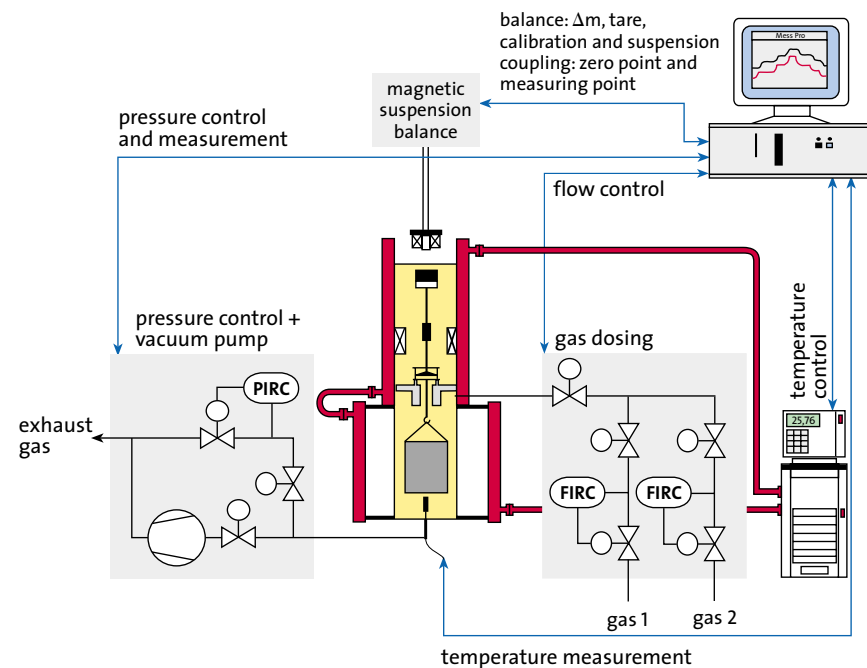 balance: Δm, tare,
calibration and suspension
coupling: zero point and
measuring point
Mess Pro
magnetic
suspension
balance
pressure control
and measurement
flow control
pressure control +
vacuum pump
gas dosing
temperature
control
PIRC
exhaust
gas
25,76
FIRC
FIRC
gas 1
gas 2
temperature measurement